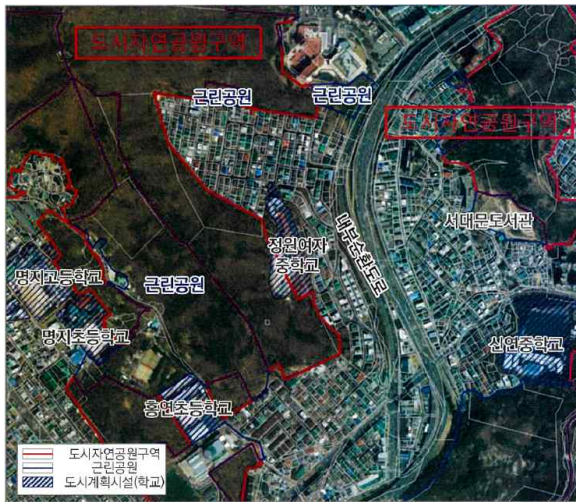 도시자연공원구역
근린공원
근린공원
도시자연공원구역
서대문도서관
정원여자
중학교
내부순환도로
명지고등학교
근린공원
명지초등학교
신연중학교
홍연초등학교
도시자연공원구역
근린공원
도시계획시설(학교)